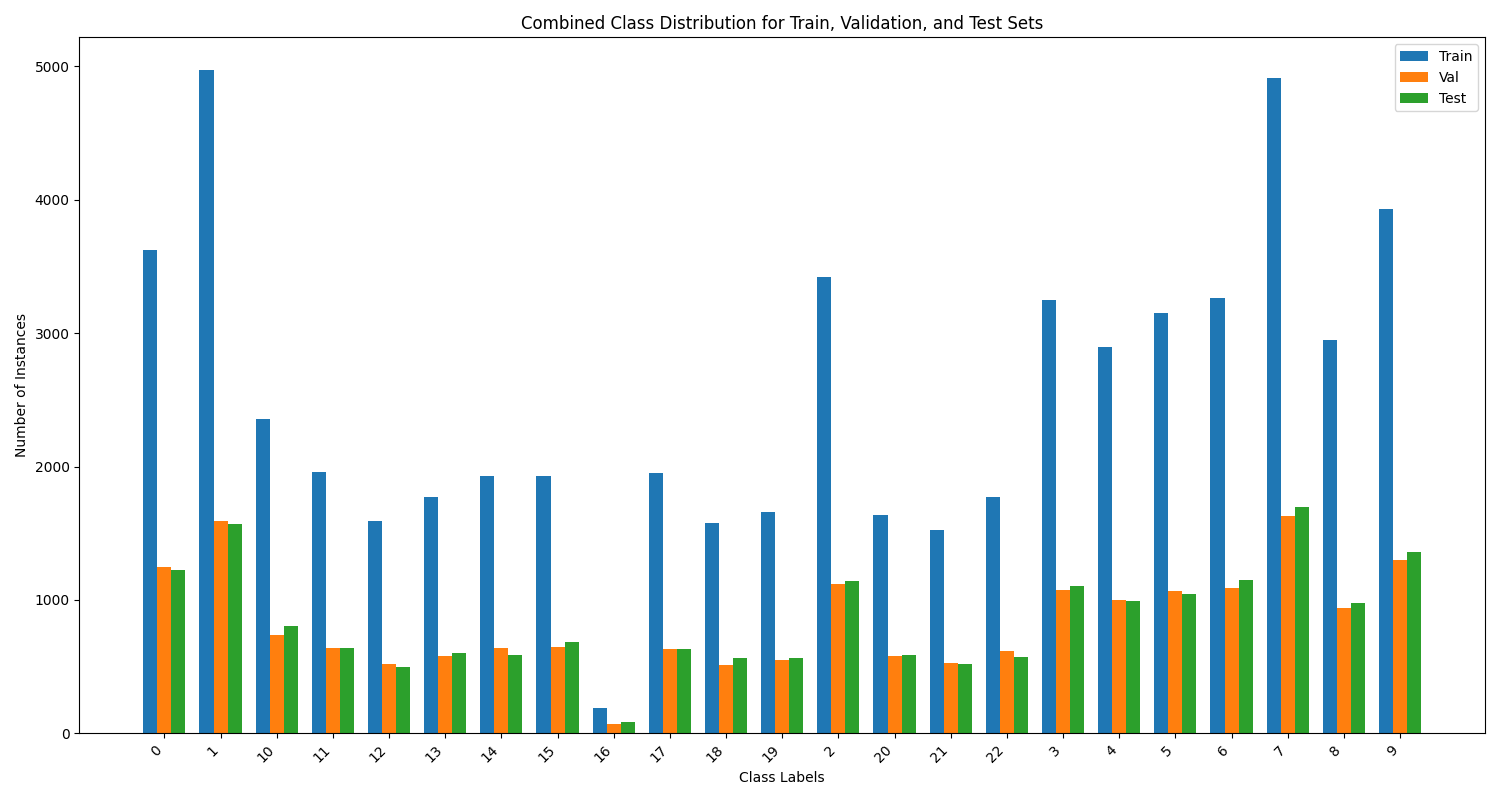 Combined Class Distribution for Train, Validation, and Test Sets
Train
Val
Test
Number of Instances
5000
4000
3000
2000
1000
0
0 1 10 11 12 13 14 15 16 17 18 19 2 20 21 22 3 4 5 6 7 8 9
Class Labels